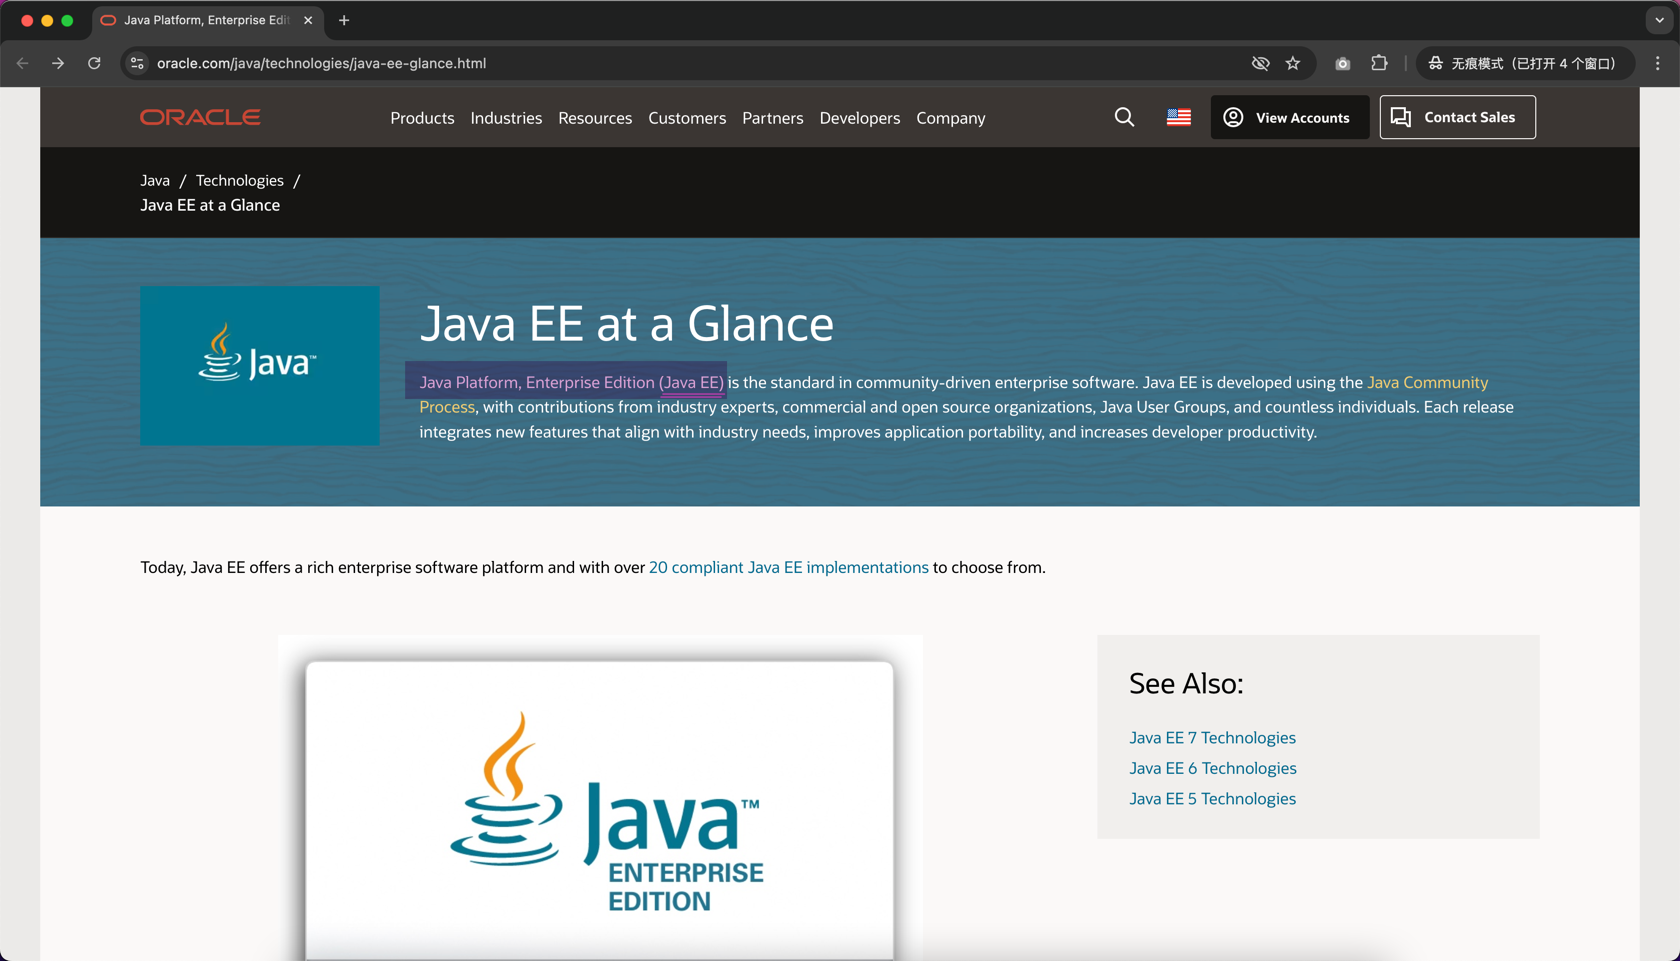 Java Platform, Enterprise Edit
oracle.com/java/technologies/java-ee-glance.html
无痕模式（已打开 4 个窗口）
ORACLE
Products
Industries
Resources
Customers
Partners
Developers
Company
View Accounts
Contact Sales
Java / Technologies /
Java EE at a Glance
Java™
Java EE at a Glance
Java Platform, Enterprise Edition (Java EE) is the standard in community-driven enterprise software. Java EE is developed using the Java Community
Process, with contributions from industry experts, commercial and open source organizations, Java User Groups, and countless individuals. Each release
integrates new features that align with industry needs, improves application portability, and increases developer productivity.
Today, Java EE offers a rich enterprise software platform and with over 20 compliant Java EE implementations to choose from.
Java™
ENTERPRISE
EDITION
See Also:
Java EE 7 Technologies
Java EE 6 Technologies
Java EE 5 Technologies